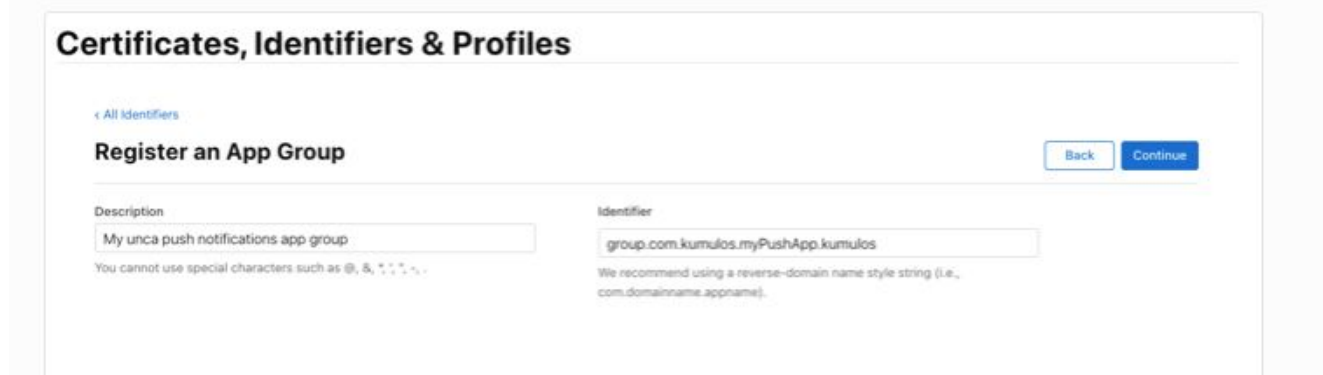 Certificates, Identifiers & Profiles
‹ All Identifiers
Register an App Group
Back
Continue
Description
Identifier
My unca push notifications app group
group.com.kumulos.myPushApp.kumulos
You cannot use special characters such as @, &, *, ', ", -, .
We recommend using a reverse-domain name style string (i.e.,
com.domainname.appname).